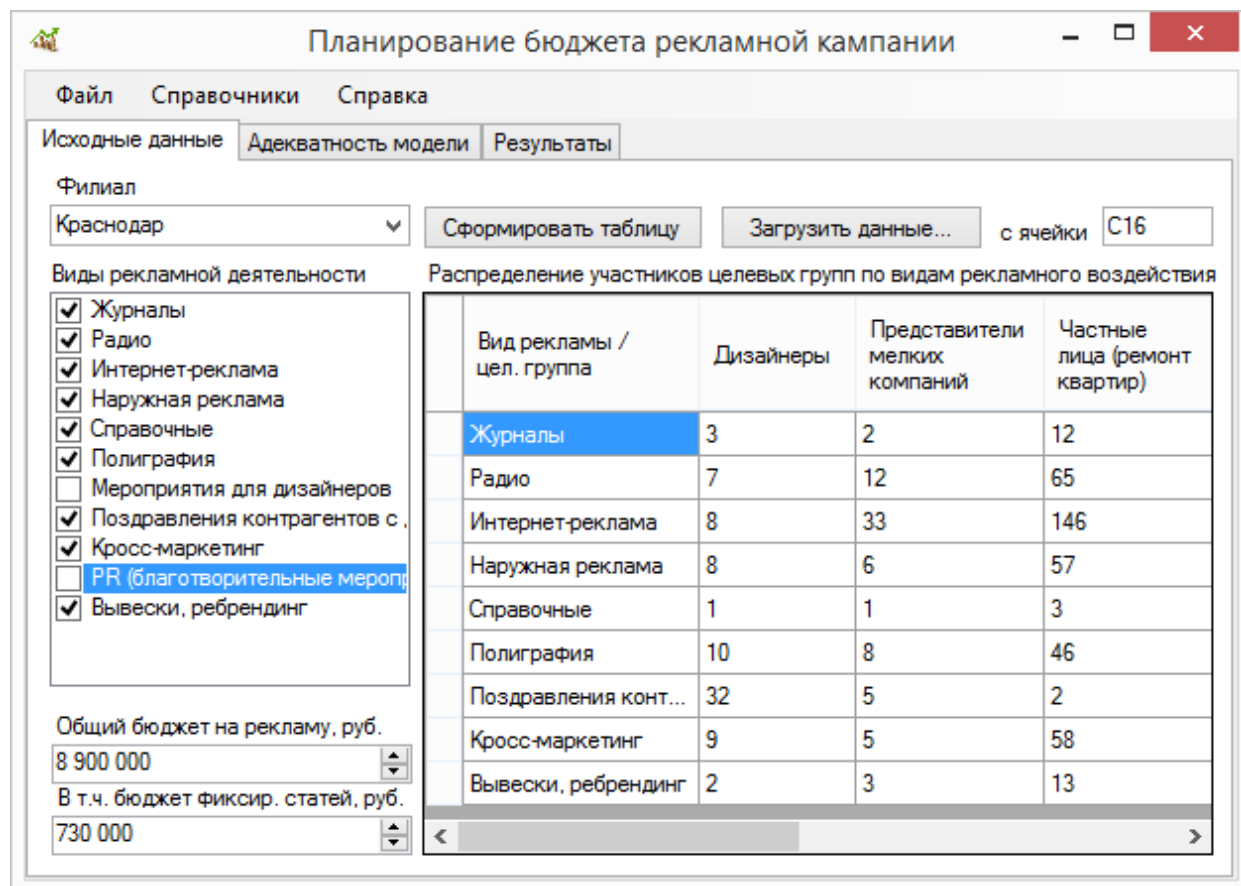 Планирование бюджета рекламной кампании
Файл Справочники Справка
Исходные данные Адекватность модели Результаты
Филиал
Краснодар Сформировать таблицу Загрузить данные... с ячейки C16
Виды рекламной деятельности
Журналы
Радио
Интернет-реклама
Наружная реклама
Справочные
Полиграфия
Мероприятия для дизайнеров
Поздравления контрагентов с
Кросс-маркетинг
PR (благотворительные меропр
Вывески, ребрендинг
Общий бюджет на рекламу, руб.
8 900 000
В т.ч. бюджет фиксир. статей, руб.
730 000
Распределение участников целевых групп по видам рекламного воздействия
Вид рекламы / цел. группа Дизайнеры Представители мелких компаний Частные лица (ремонт квартир)
Журналы 3 2 12
Радио 7 12 65
Интернет-реклама 8 33 146
Наружная реклама 8 6 57
Справочные 1 1 3
Полиграфия 10 8 46
Поздравления конт... 32 5 2
Кросс-маркетинг 9 5 58
Вывески, ребрендинг 2 3 13